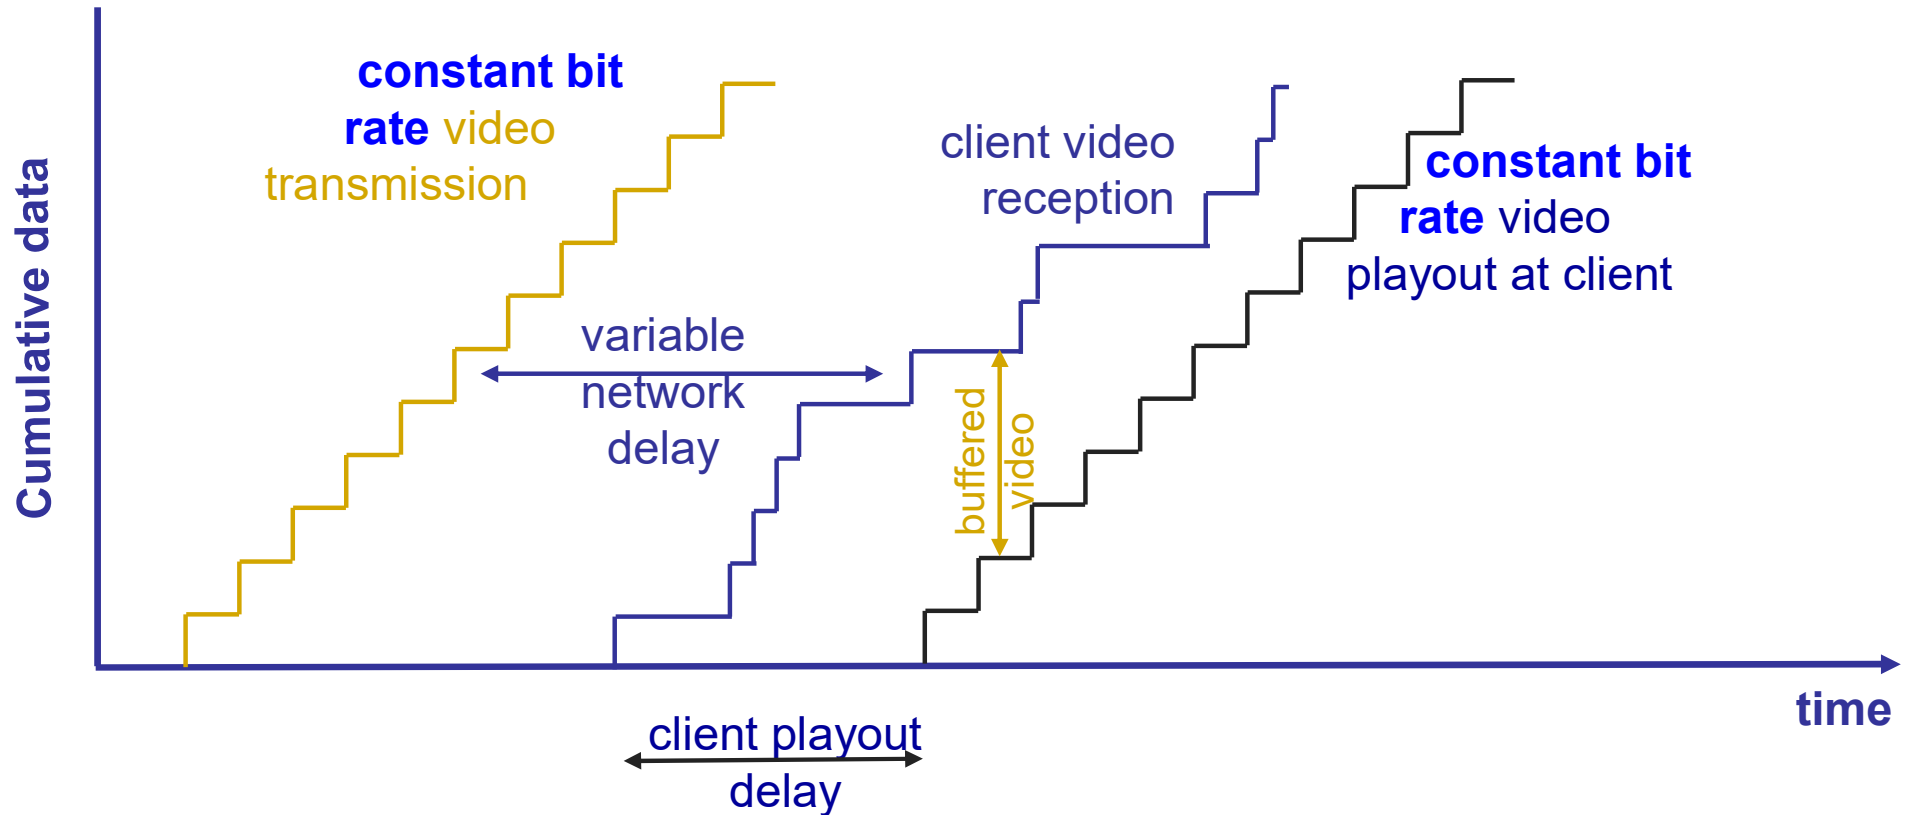 constant bit
rate video
transmission
client video
reception
constant bit
rate video
playout at client
variable
network
delay
buffered
video
Cumulative data
time
client playout
delay